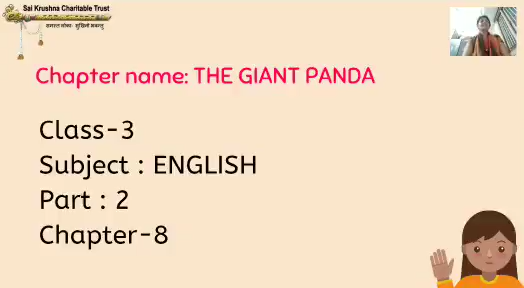 Sai Krushna Charitable Trust
Chapter name: THE GIANT PANDA
Class-3
Subject : ENGLISH
Part : 2
Chapter-8